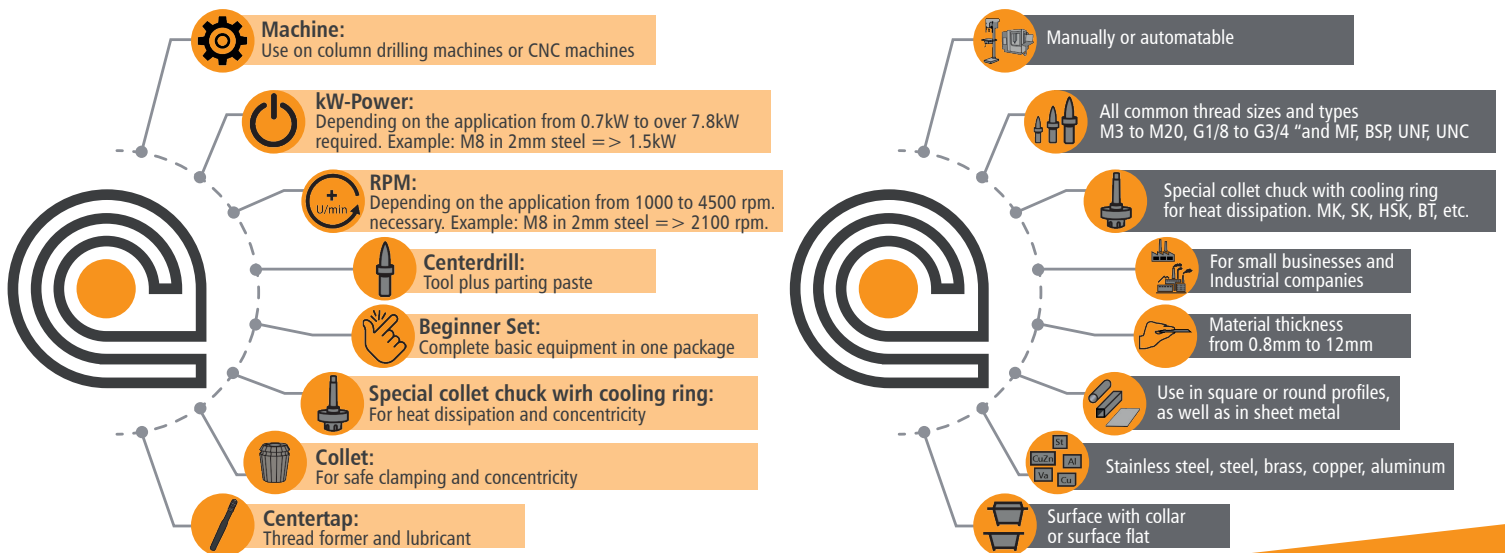 Machine:
Use on column drilling machines or CNC machines
kW-Power:
Depending on the application from 0.7kW to over 7.8kW
required. Example: M8 in 2mm steel => 1.5kW
+
U/min
RPM:
Depending on the application from 1000 to 4500 rpm.
necessary. Example: M8 in 2mm steel => 2100 rpm.
Centerdrill:
Tool plus parting paste
Beginner Set:
Complete basic equipment in one package
Special collet chuck wirh cooling ring:
For heat dissipation and concentricity
Collet:
For safe clamping and concentricity
Centertap:
Thread former and lubricant
Manually or automatable
All common thread sizes and types
M3 to M20, G1/8 to G3/4 “and MF, BSP, UNF, UNC
Special collet chuck with cooling ring
for heat dissipation. MK, SK, HSK, BT, etc.
For small businesses and
Industrial companies
Material thickness
from 0.8mm to 12mm
Use in square or round profiles,
as well as in sheet metal
St
CuZn
Al
Va
Cu
Stainless steel, steel, brass, copper, aluminum
Surface with collar
or surface flat